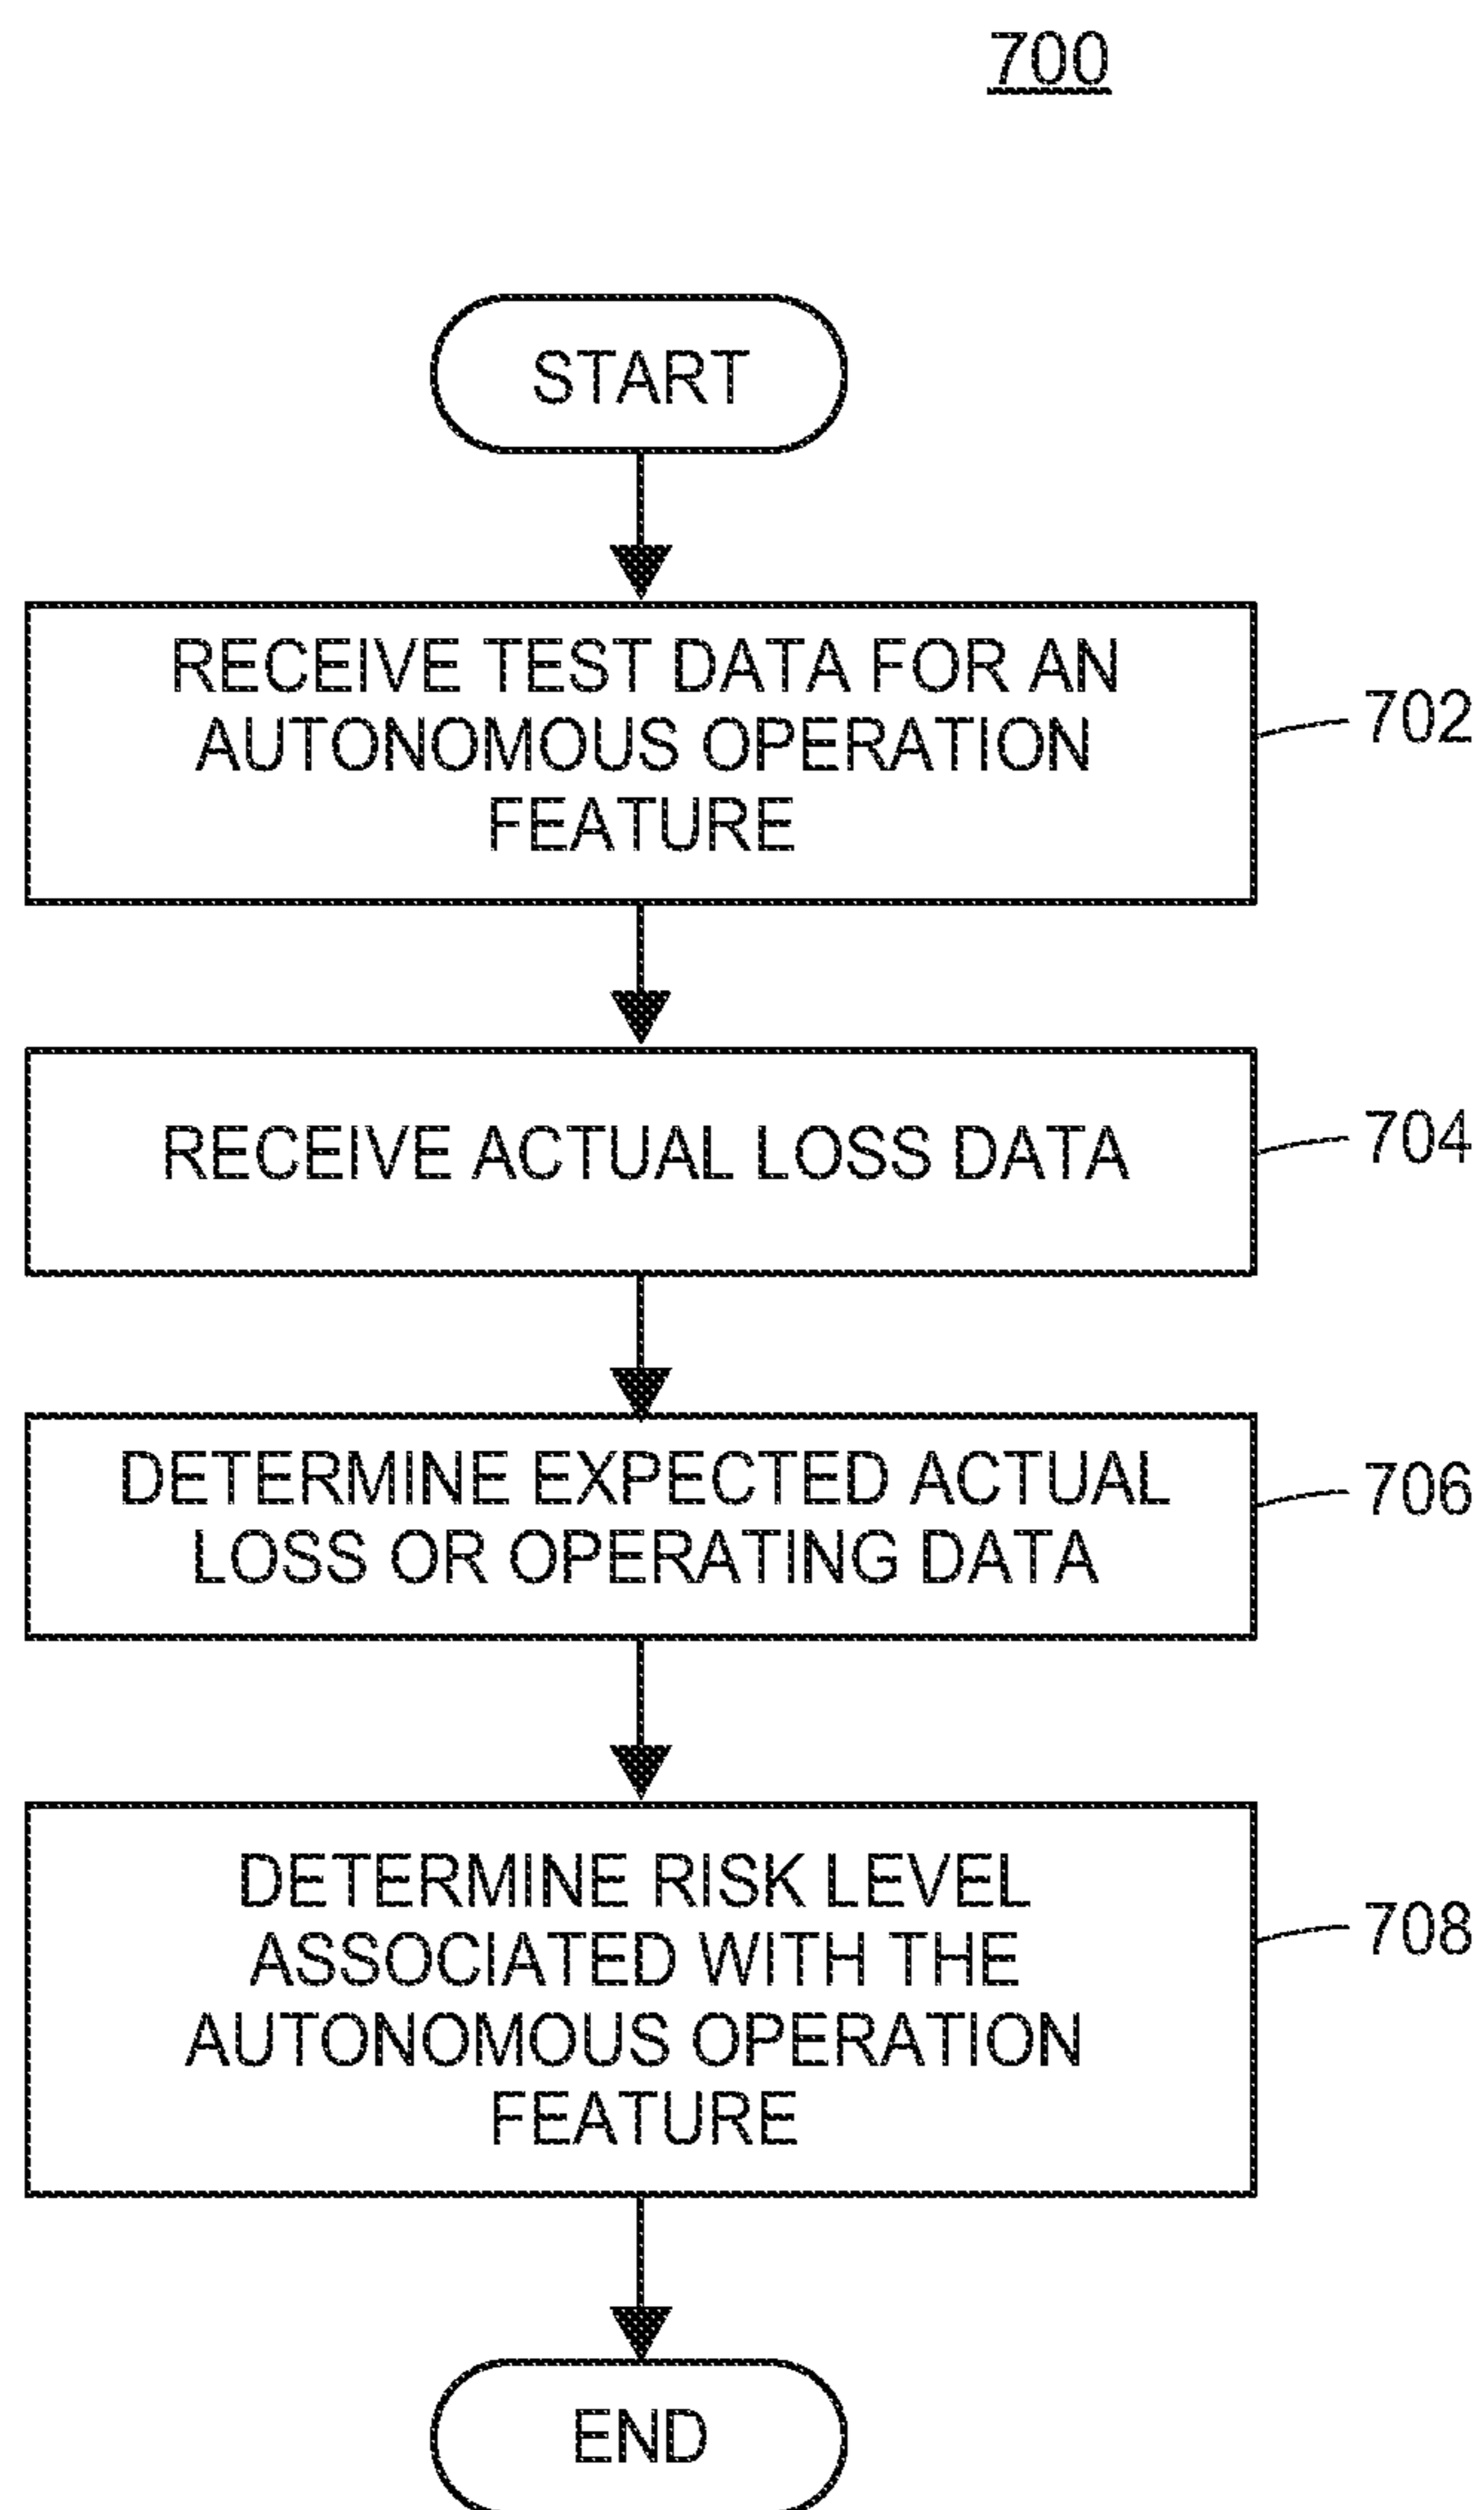 700
START
RECEIVE TEST DATA FOR AN
AUTONOMOUS OPERATION
FEATURE
702
RECEIVE ACTUAL LOSS DATA
704
DETERMINE EXPECTED ACTUAL
LOSS OR OPERATING DATA
706
DETERMINE RISK LEVEL
ASSOCIATED WITH THE
AUTONOMOUS OPERATION
FEATURE
708
END